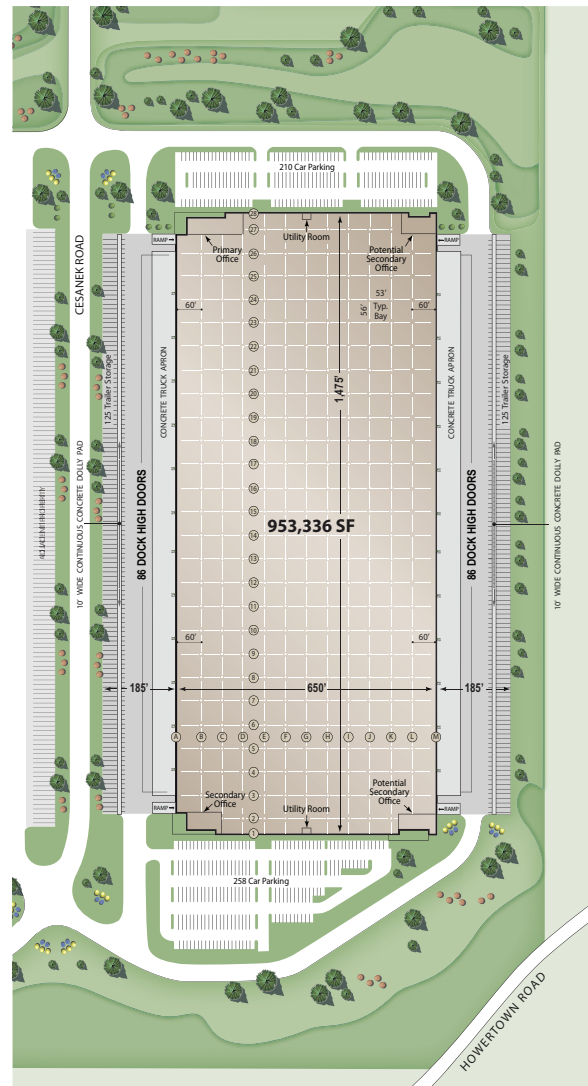 210 Car Parking
RAMP
Primary
Office
Utility Room
Potential
Secondary
Office
RAMP
CESANEK ROAD
28
27
26
25
24
23
22
21
20
19
18
17
16
15
14
13
12
11
10
9
8
7
6
5
4
3
2
1
60'
53'
56'
Typ.
Bay
60'
1,475'
125 Trailer Storage
CONCRETE TRUCK APRON
CONCRETE TRUCK APRON
125 Trailer Storage
ADJACENT PROPERTY
10' WIDE CONTINUOUS CONCRETE DOLLY PAD
86 DOCK HIGH DOORS
953,336 SF
86 DOCK HIGH DOORS
10' WIDE CONTINUOUS CONCRETE DOLLY PAD
60'
60'
185'
650'
185'
A B C D E F G H I J K L M
RAMP
Secondary
Office
Utility Room
Potential
Secondary
Office
RAMP
258 Car Parking
HOWERTOWN ROAD